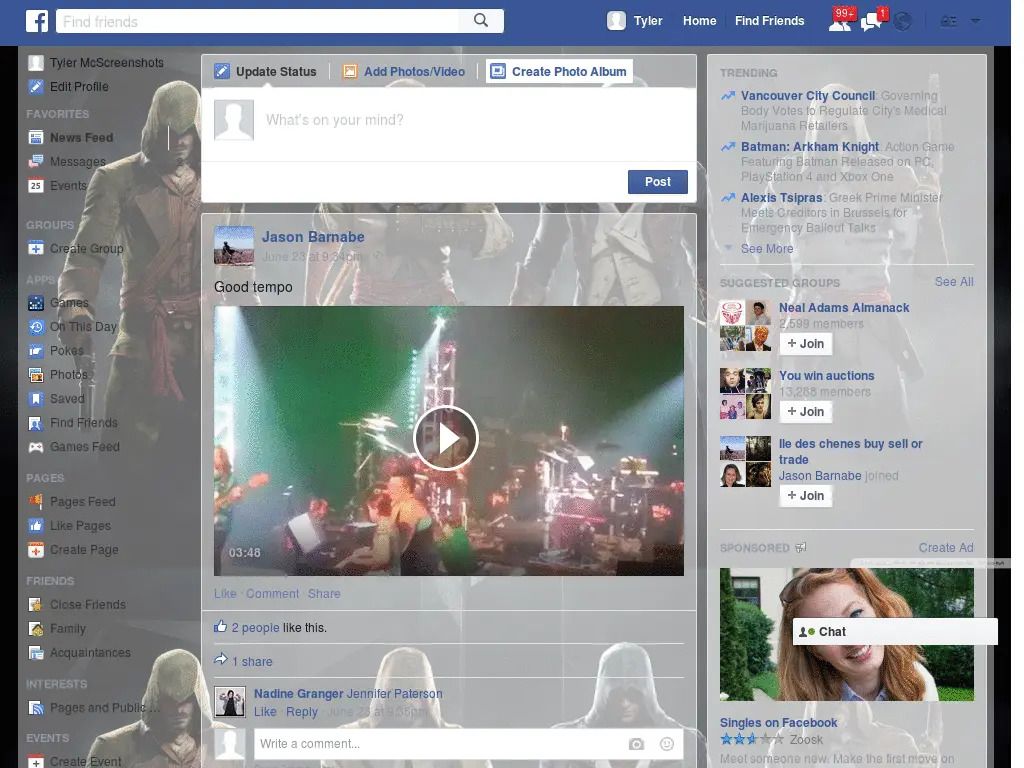 Find friends
Tyler
Home
Find Friends
99+
1
Tyler McScreenshots
Edit Profile
FAVORITES
News Feed
Messages
2
Events
25
GROUPS
Create Group
APPS
Games
On This Day
Pokes
Photos
Saved
Find Friends
Games Feed
PAGES
Pages Feed
Like Pages
Create Page
FRIENDS
Close Friends
Family
Acquaintances
INTERESTS
Pages and Public ...
EVENTS
Create Event
Update Status
Add Photos/Video
Create Photo Album
What's on your mind?
Post
Jason Barnabe
June 23 at 9:34pm
Good tempo
03:48
Like · Comment · Share
2 people like this.
1 share
Nadine Granger Jennifer Paterson
Like · Reply · June 23 at 9:35pm
Write a comment...
TRENDING
Vancouver City Council: Governing
Body Votes to Regulate City's Medical
Marijuana Retailers
Batman: Arkham Knight: Action Game
Featuring Batman Released on PC,
PlayStation 4 and Xbox One
Alexis Tsipras: Greek Prime Minister
Meets Creditors in Brussels for
Emergency Bailout Talks
See More
SUGGESTED GROUPS
See All
Neal Adams Almanack
2,599 members
+ Join
You win auctions
13,268 members
+ Join
Ile des chenes buy sell or
trade
Jason Barnabe joined
+ Join
SPONSORED
Create Ad
Chat
Singles on Facebook
Zoosk
Meet someone new. Make the first move on